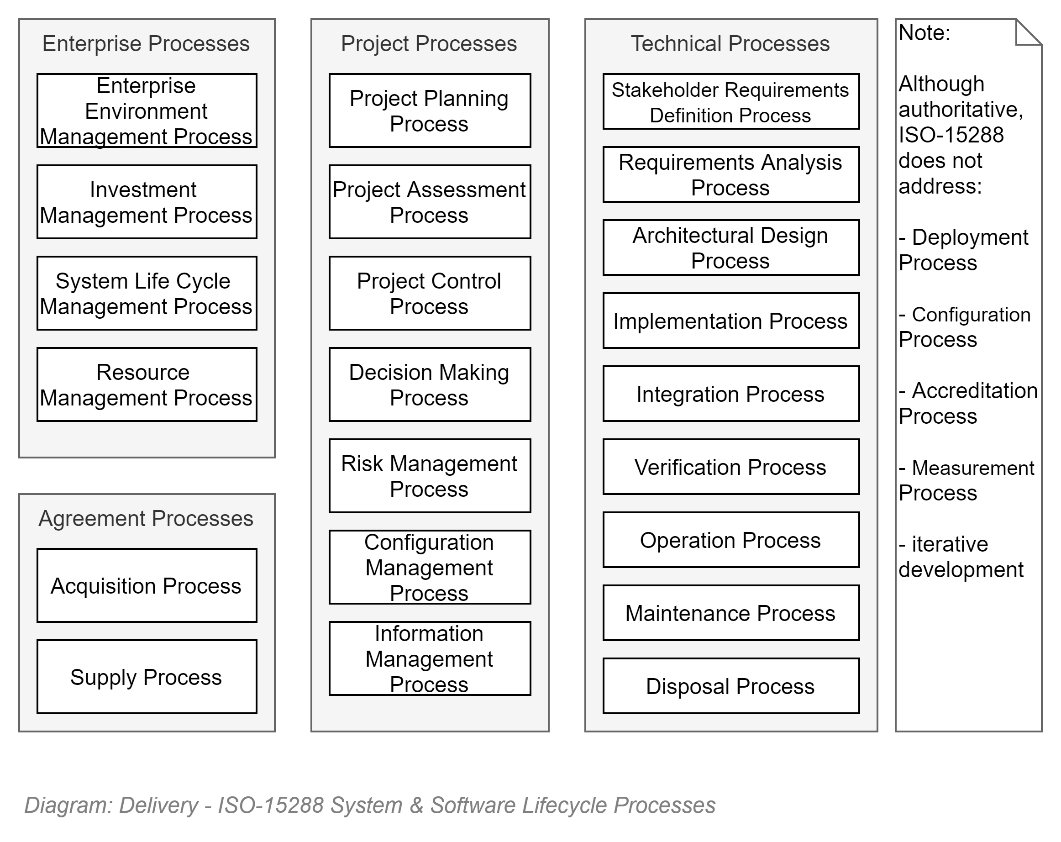 Enterprise Processes
Enterprise
Environment
Management Process
Investment
Management Process
System Life Cycle
Management Process
Resource
Management Process
Agreement Processes
Acquisition Process
Supply Process
Project Processes
Project Planning
Process
Project Assessment
Process
Project Control
Process
Decision Making
Process
Risk Management
Process
Configuration
Management
Process
Information
Management
Process
Technical Processes
Stakeholder Requirements
Definition Process
Requirements Analysis
Process
Architectural Design
Process
Implementation Process
Integration Process
Verification Process
Operation Process
Maintenance Process
Disposal Process
Note:
Although
authoritative,
ISO-15288
does not
address:
- Deployment
Process
- Configuration
Process
- Accreditation
Process
- Measurement
Process
- iterative
development
Diagram: Delivery - ISO-15288 System & Software Lifecycle Processes